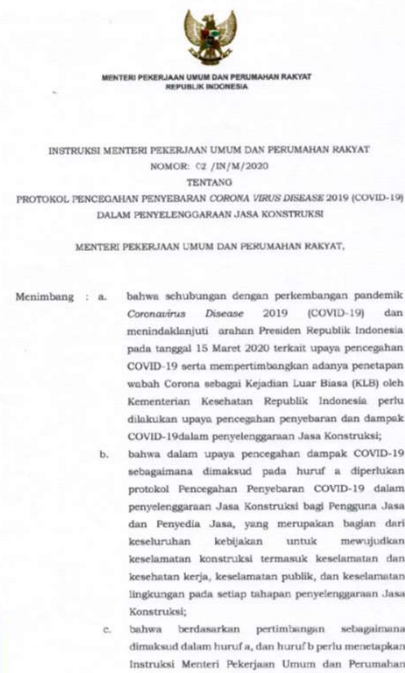 MENTERI PEKERJAAN UMUM DAN PERUMAHAN RAKYAT
REPUBLIK INDONESIA
INSTRUKSI MENTERI PEKERJAAN UMUM DAN PERUMAHAN RAKYAT
NOMOR: 02 /IN/M/2020
TENTANG
PROTOKOL PENCEGAHAN PENYEBARAN CORONA VIRUS DISEASE 2019 (COVID-19)
DALAM PENYELENGGARAAN JASA KONSTRUKSI
MENTERI PEKERJAAN UMUM DAN PERUMAHAN RAKYAT,
Menimbang : a. bahwa sehubungan dengan perkembangan pandemik
Coronavirus Disease 2019 (COVID-19) dan
menindaklanjuti arahan Presiden Republik Indonesia
pada tanggal 15 Maret 2020 terkait upaya pencegahan
COVID-19 serta mempertimbangkan adanya penetapan
wabah Corona sebagai Kejadian Luar Biasa (KLB) oleh
Kementerian Kesehatan Republik Indonesia perlu
dilakukan upaya pencegahan penyebaran dan dampak
COVID-19dalam penyelenggaraan Jasa Konstruksi;
b. bahwa dalam upaya pencegahan dampak COVID-19
sebagaimana dimaksud pada huruf a diperlukan
protokol Pencegahan Penyebaran COVID-19 dalam
penyelenggaraan Jasa Konstruksi bagi Pengguna Jasa
dan Penyedia Jasa, yang merupakan bagian dari
keseluruhan kebijakan untuk mewujudkan
keselamatan konstruksi termasuk keselamatan dan
kesehatan kerja, keselamatan publik, dan keselamatan
lingkungan pada setiap tahapan penyelenggaraan Jasa
Konstruksi;
c. bahwa berdasarkan pertimbangan sebagaimana
dimaksud dalam huruf a, dan huruf b perlu menetapkan
Instruksi Menteri Pekerjaan Umum dan Perumahan